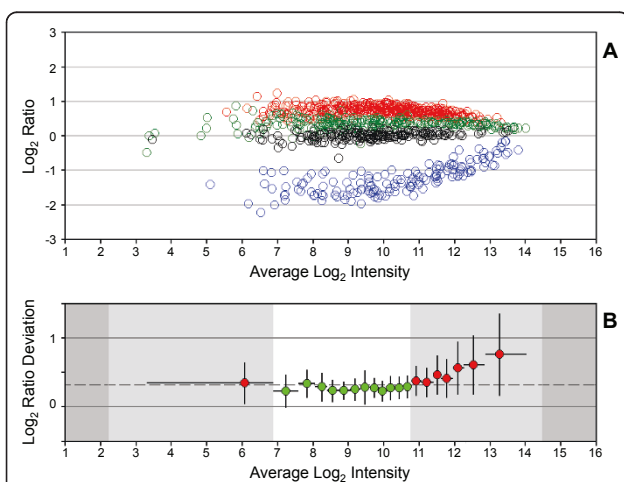 A
3
2
1
0
-1
-2
-3
Log2 Ratio
1 2 3 4 5 6 7 8 9 10 11 12 13 14 15 16
Average Log2 Intensity
B
1
0
Log2 Ratio Deviation
1 2 3 4 5 6 7 8 9 10 11 12 13 14 15 16
Average Log2 Intensity